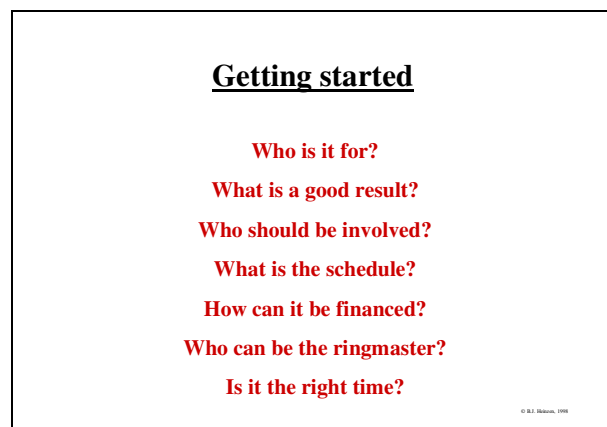 Getting started
Who is it for?
What is a good result?
Who should be involved?
What is the schedule?
How can it be financed?
Who can be the ringmaster?
Is it the right time?
© B.I. 1998